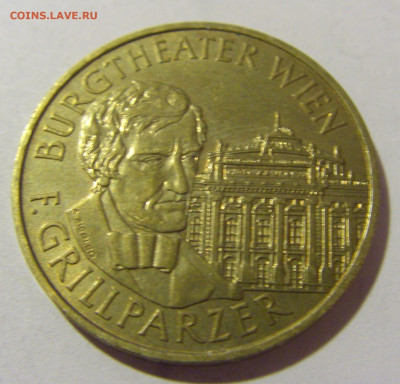 COINS.LAVE.RU
BURGTHEATER WIEN
F. GRILLPARZER